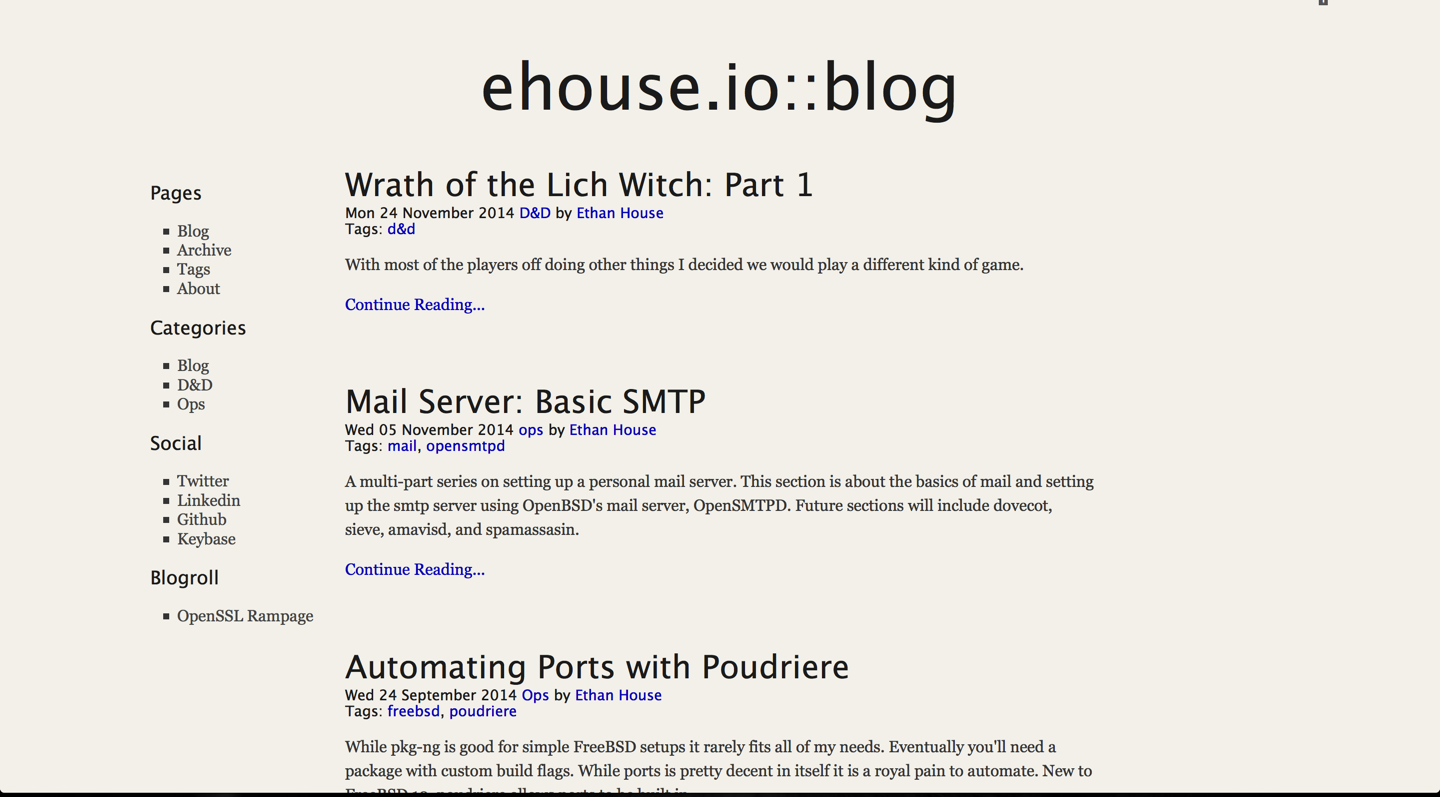 ehouse.io::blog
Pages
Blog
Archive
Tags
About
Categories
Blog
D&D
Ops
Social
Twitter
Linkedin
Github
Keybase
Blogroll
OpenSSL Rampage
Wrath of the Lich Witch: Part 1
Mon 24 November 2014 D&D by Ethan House
Tags: d&d
With most of the players off doing other things I decided we would play a different kind of game.
Continue Reading...
Mail Server: Basic SMTP
Wed 05 November 2014 ops by Ethan House
Tags: mail, opensmtpd
A multi-part series on setting up a personal mail server. This section is about the basics of mail and setting
up the smtp server using OpenBSD's mail server, OpenSMTPD. Future sections will include dovecot,
sieve, amavisd, and spamassasin.
Continue Reading...
Automating Ports with Poudriere
Wed 24 September 2014 Ops by Ethan House
Tags: freebsd, poudriere
While pkg-ng is good for simple FreeBSD setups it rarely fits all of my needs. Eventually you'll need a
package with custom build flags. While ports is pretty decent in itself it is a royal pain to automate. New to